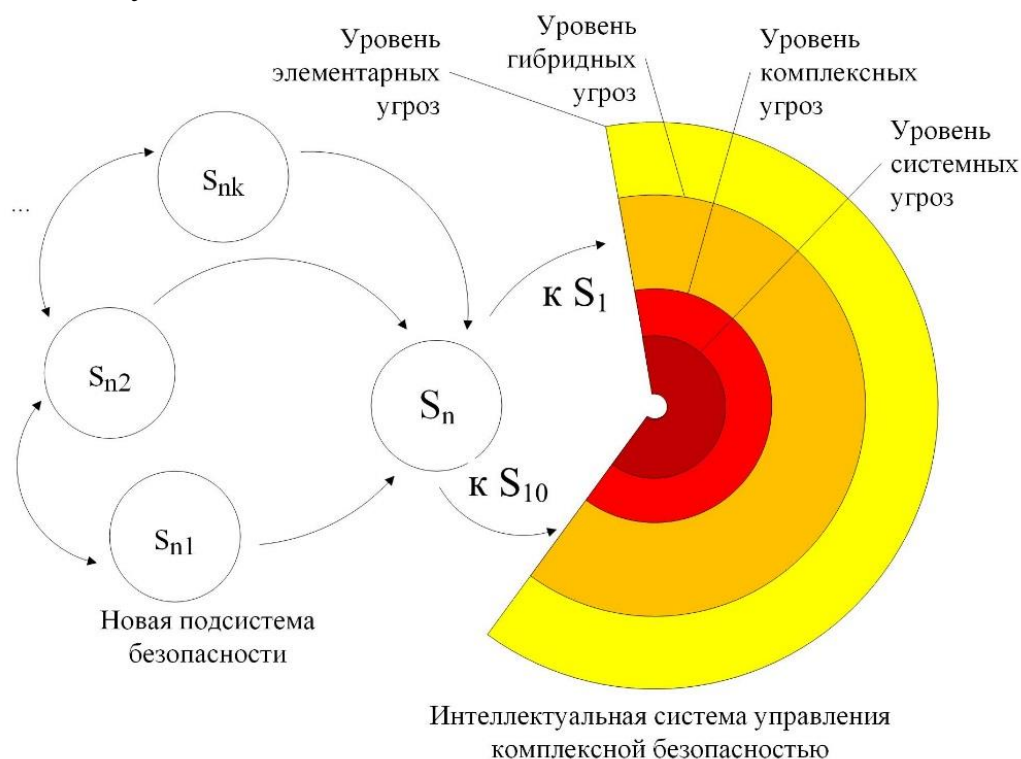 Уровень
элементарных
угроз
Уровень
гибридных
угроз
Уровень
комплексных
угроз
Уровень
системных
угроз
Snk
...
к S1
Sn2
Sn
к S10
Sn1
Новая подсистема
безопасности
Интеллектуальная система управления
комплексной безопасностью